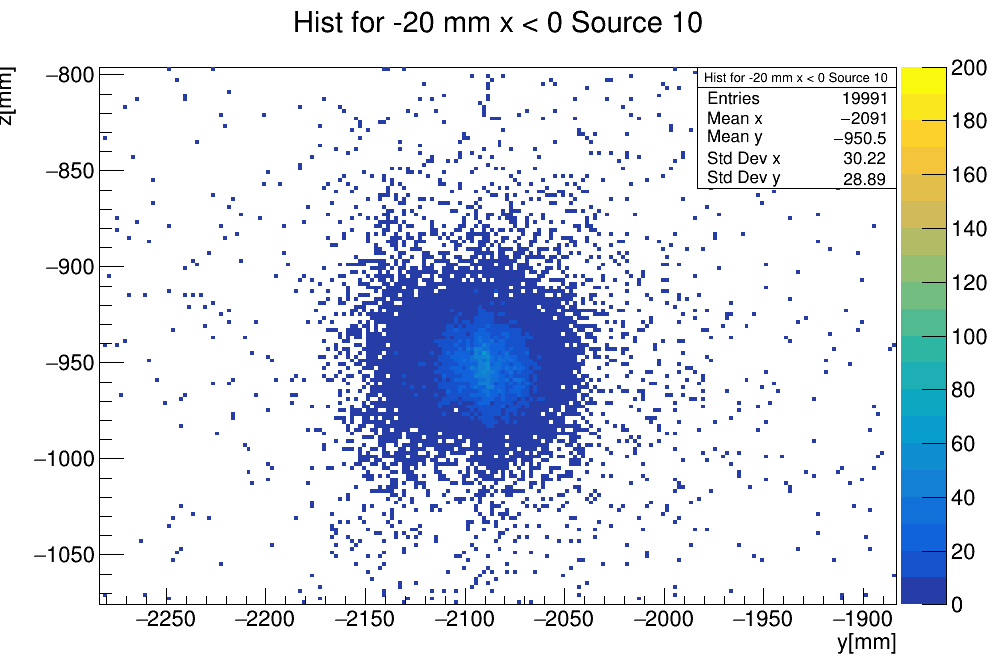 Hist for -20 mm x < 0 Source 10
z[mm]
−800
−850
−900
−950
−1000
−1050
Hist for -20 mm x < 0 Source 10
Entries 19991
Mean x −2091
Mean y −950.5
Std Dev x 30.22
Std Dev y 28.89
200
180
160
140
120
100
80
60
40
20
0
−2250 −2200 −2150 −2100 −2050 −2000 −1950 −1900
y[mm]